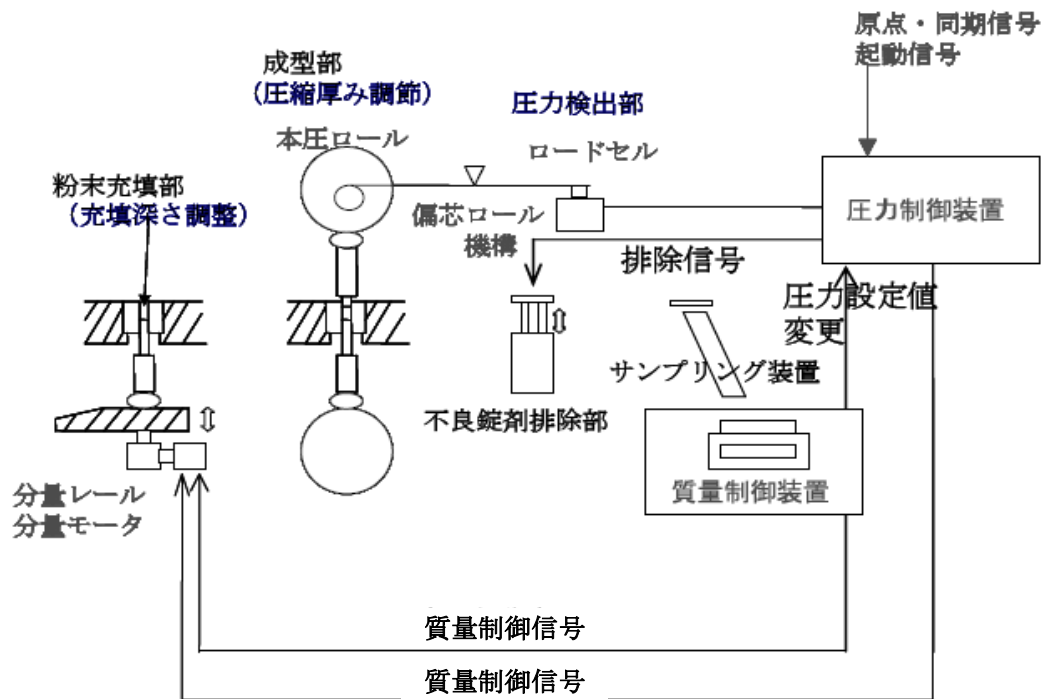 原点・同期信号
起動信号
成型部
（圧縮厚み調節）
圧力検出部
本圧ロール
ロードセル
粉末充填部
（充填深さ調整）
偏芯ロール
機構
圧力制御装置
排除信号
圧力設定値
変更
サンプリング装置
不良錠剤排除部
質量制御装置
分量レール
分量モータ
質量制御信号
質量制御信号